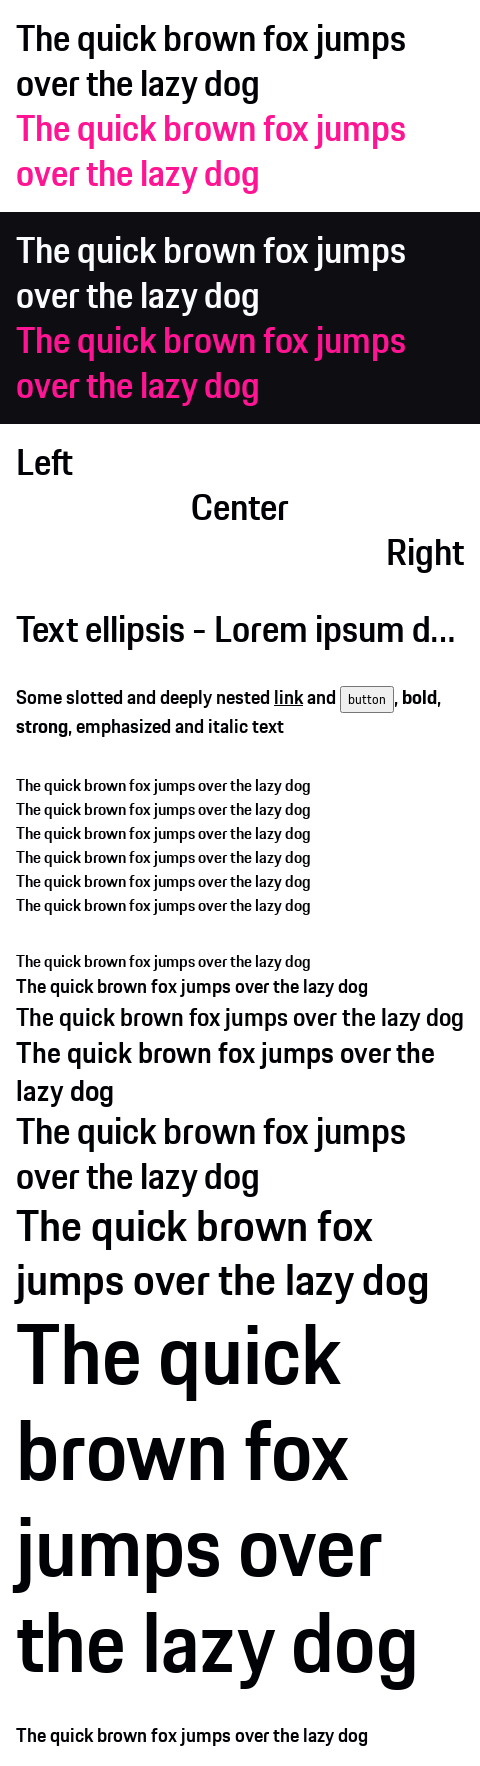 The quick brown fox jumps
over the lazy dog
The quick brown fox jumps
over the lazy dog
The quick brown fox jumps
over the lazy dog
The quick brown fox jumps
over the lazy dog
Left
Center
Right
Text ellipsis - Lorem ipsum d...
Some slotted and deeply nested link and button, bold,
strong, emphasized and italic text
The quick brown fox jumps over the lazy dog
The quick brown fox jumps over the lazy dog
The quick brown fox jumps over the lazy dog
The quick brown fox jumps over the lazy dog
The quick brown fox jumps over the lazy dog
The quick brown fox jumps over the lazy dog
The quick brown fox jumps over the lazy dog
The quick brown fox jumps over the lazy dog
The quick brown fox jumps over the lazy dog
The quick brown fox jumps over the
lazy dog
The quick brown fox jumps
over the lazy dog
The quick brown fox
jumps over the lazy dog
The quick
brown fox
jumps over
the lazy dog
The quick brown fox jumps over the lazy dog